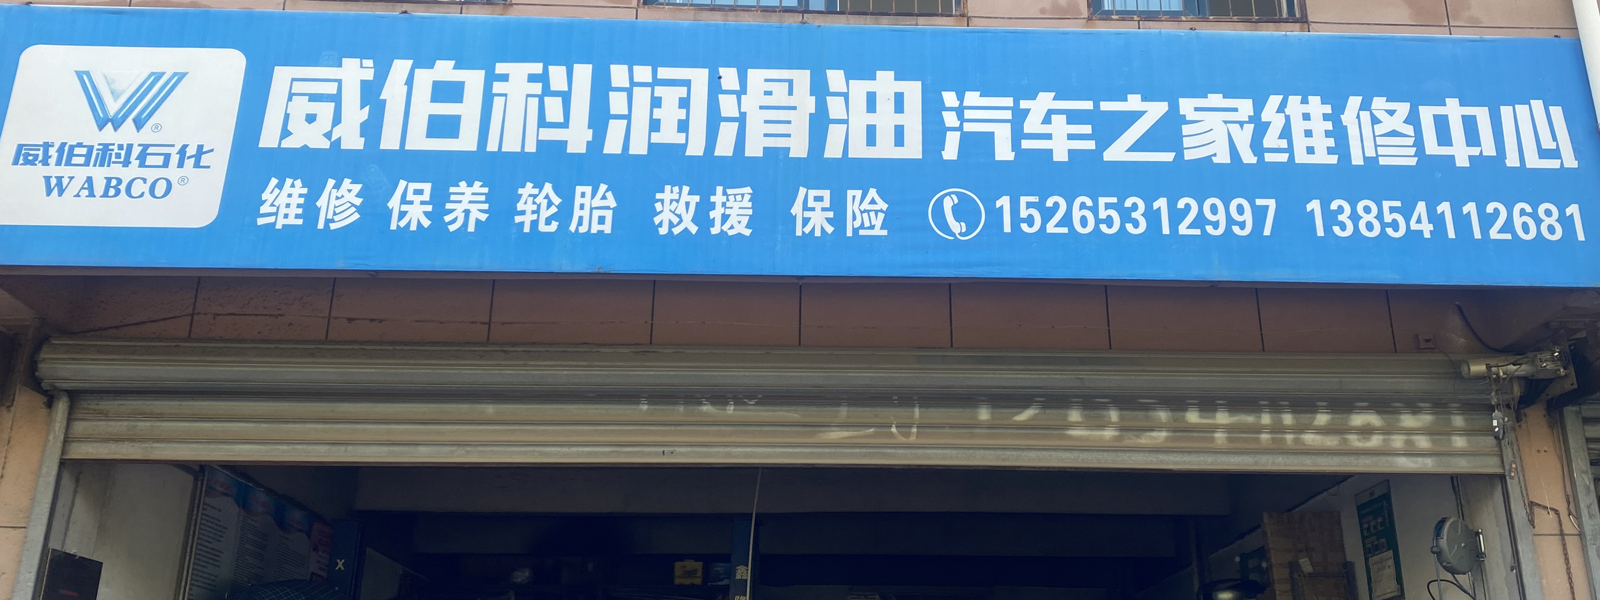 威伯科石化
WABCO®
威伯科润滑油 汽车之家维修中心
维修 保养 轮胎 救援 保险 15265312997 13854112681